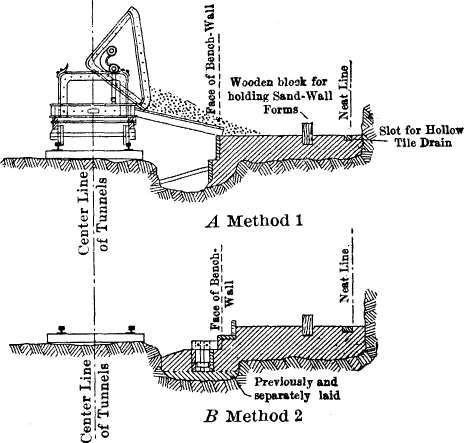 Face of Bench-Wall
Wooden block for
holding Sand-Wall
Forms
Neat Line
Slot for Hollow
Tile Drain
Center Line
of Tunnels
A Method 1
Face of Bench-
Wall
Neat Line
Center Line
of Tunnels
Previously and
separately laid
B Method 2